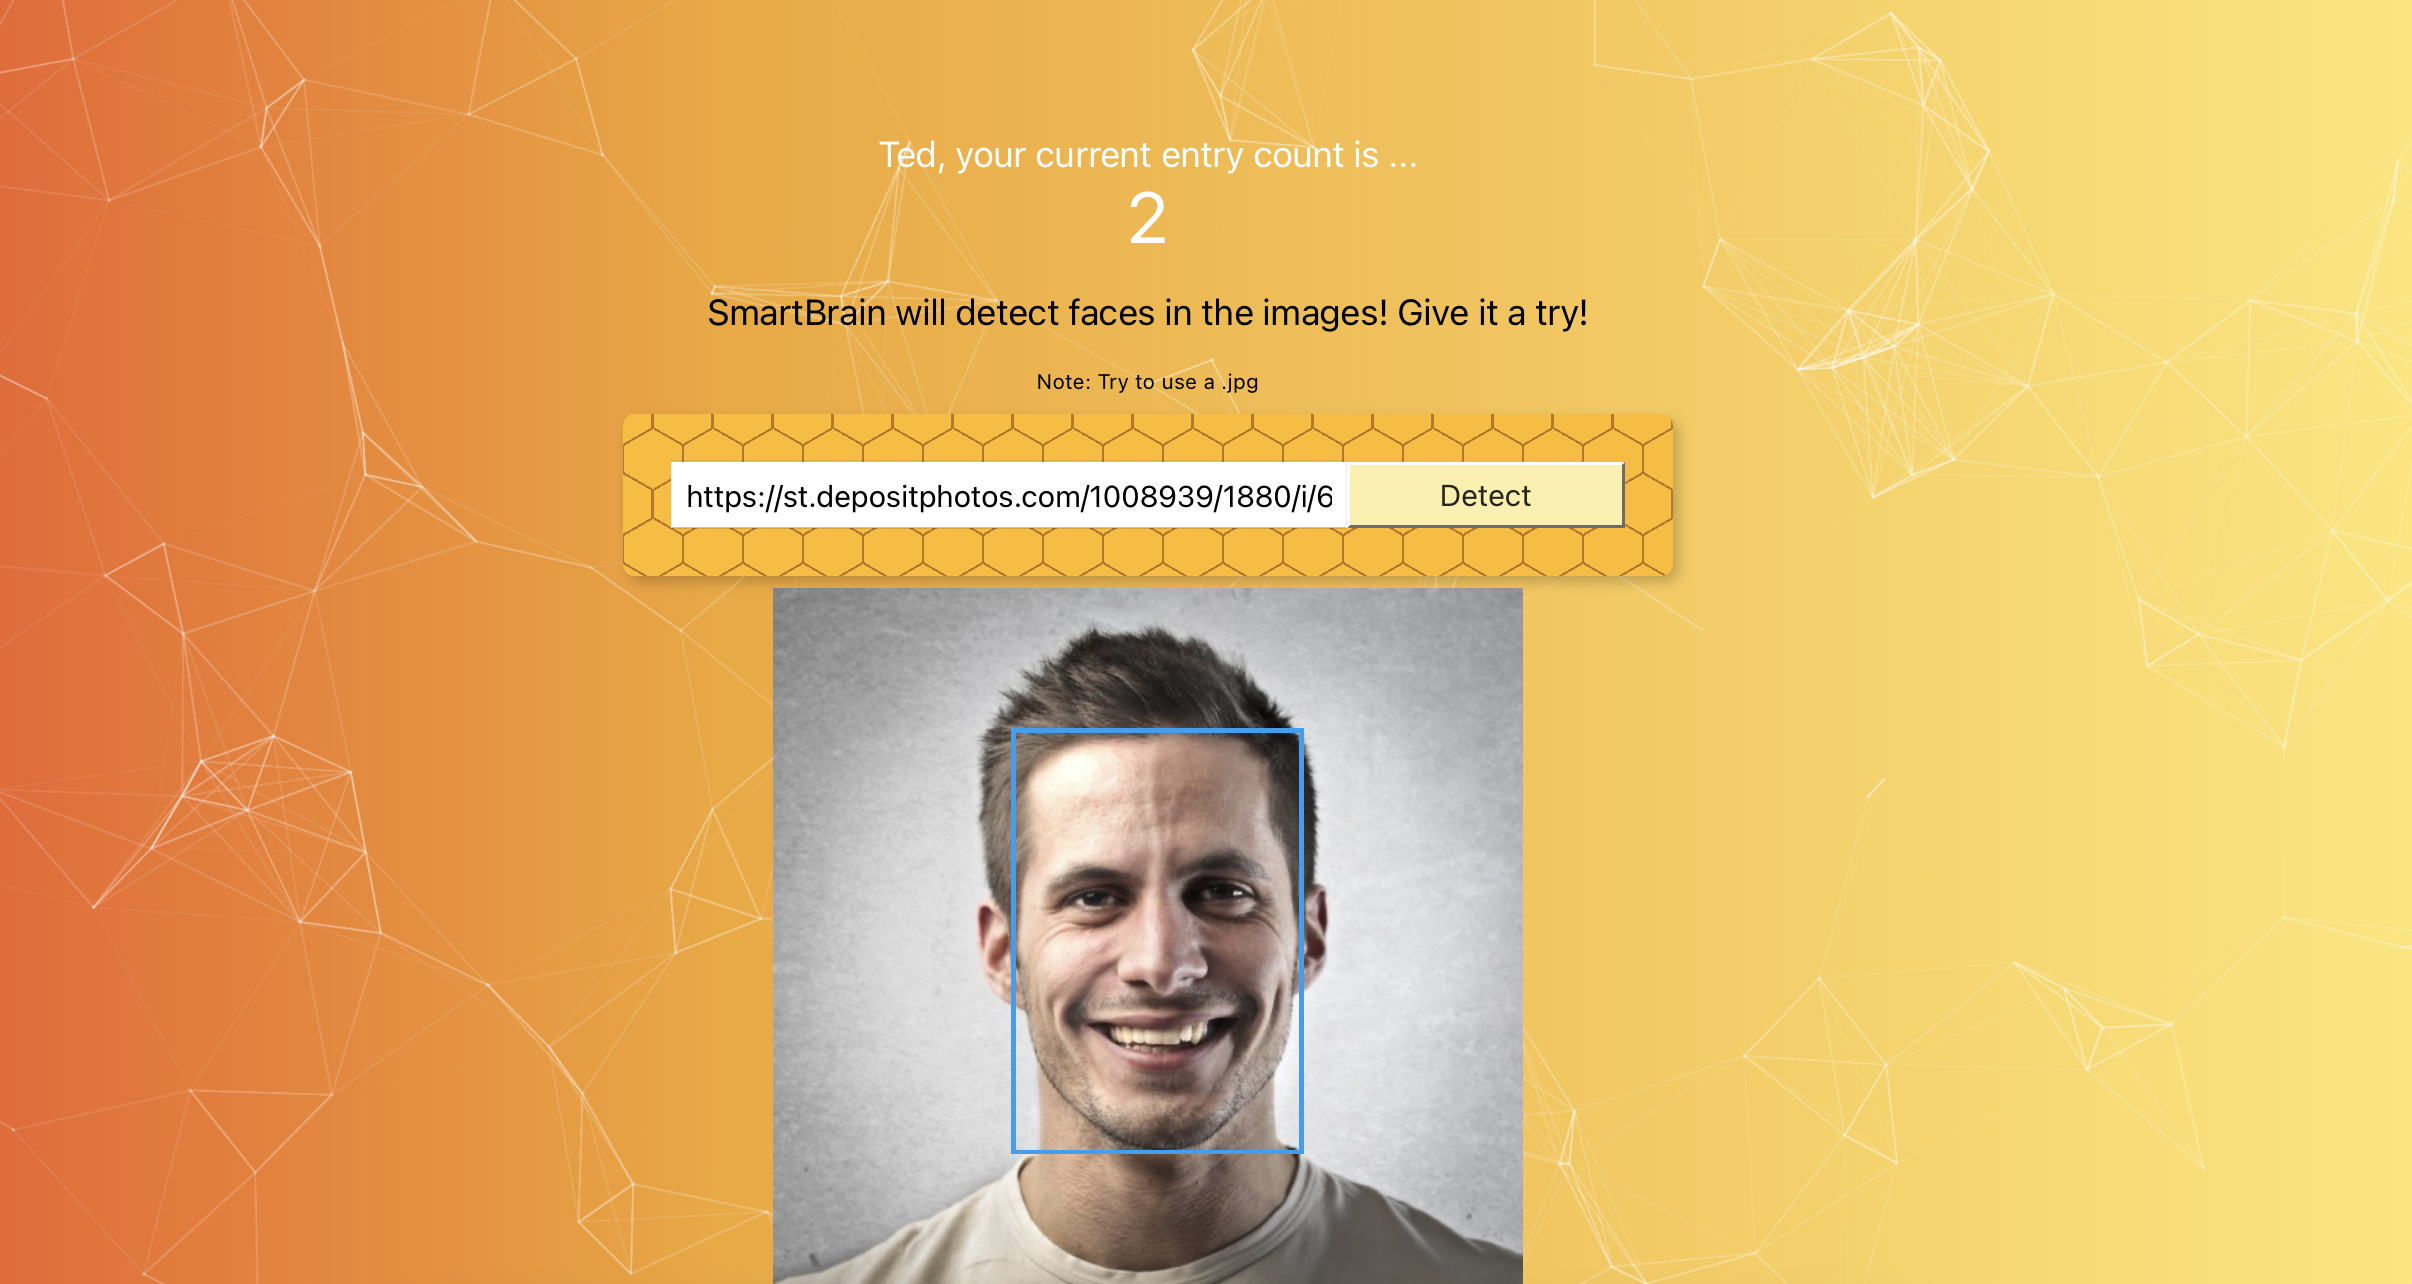 Ted, your current entry count is ...
2
SmartBrain will detect faces in the images! Give it a try!
Note: Try to use a .jpg
https://st.depositphotos.com/1008939/1880/i/6
Detect